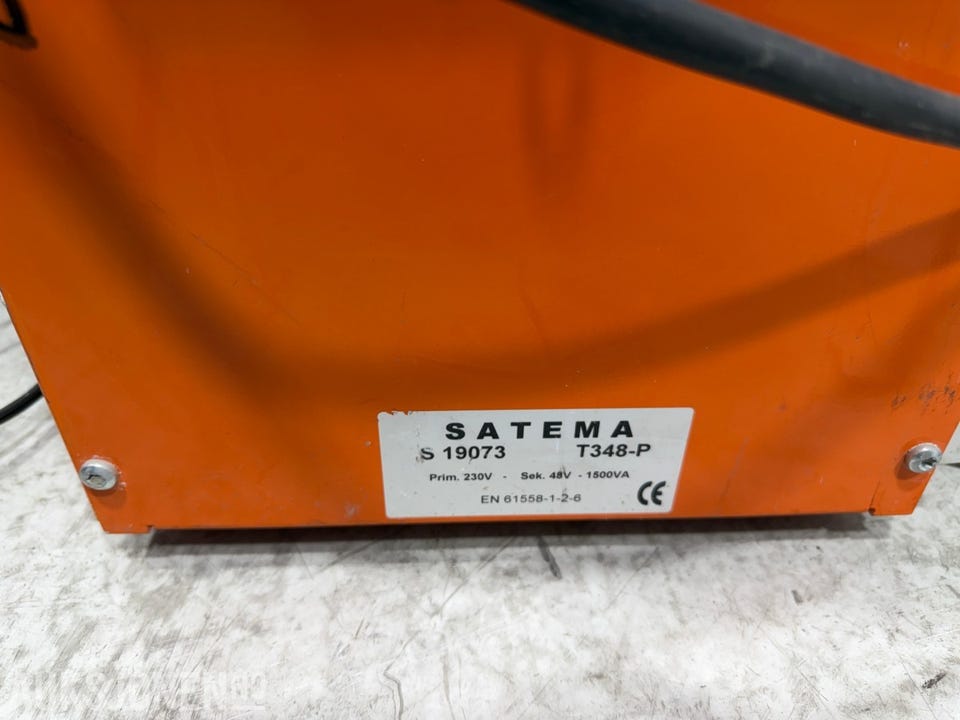 SATEMA
S 19073 T348-P
Prim. 230V - Sek. 48V - 1500VA
EN 61558-1-2-6
CE